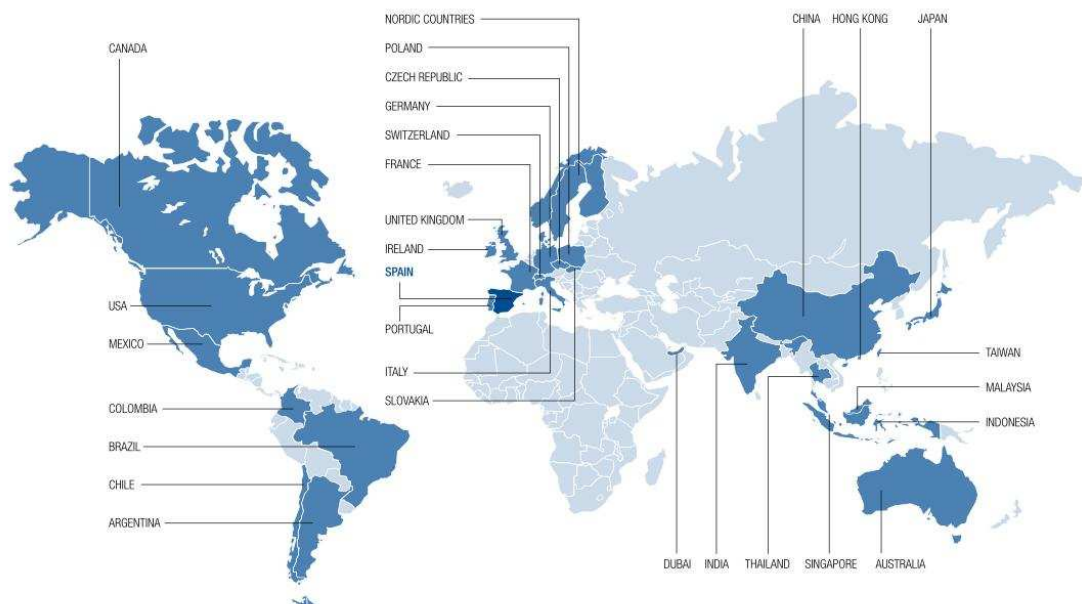 CANADA
USA
MEXICO
COLOMBIA
BRAZIL
CHILE
ARGENTINA
NORDIC COUNTRIES
POLAND
CZECH REPUBLIC
GERMANY
SWITZERLAND
FRANCE
UNITED KINGDOM
IRELAND
SPAIN
PORTUGAL
ITALY
SLOVAKIA
CHINA
HONG KONG
JAPAN
TAIWAN
MALAYSIA
INDONESIA
DUBAI
INDIA
THAILAND
SINGAPORE
AUSTRALIA